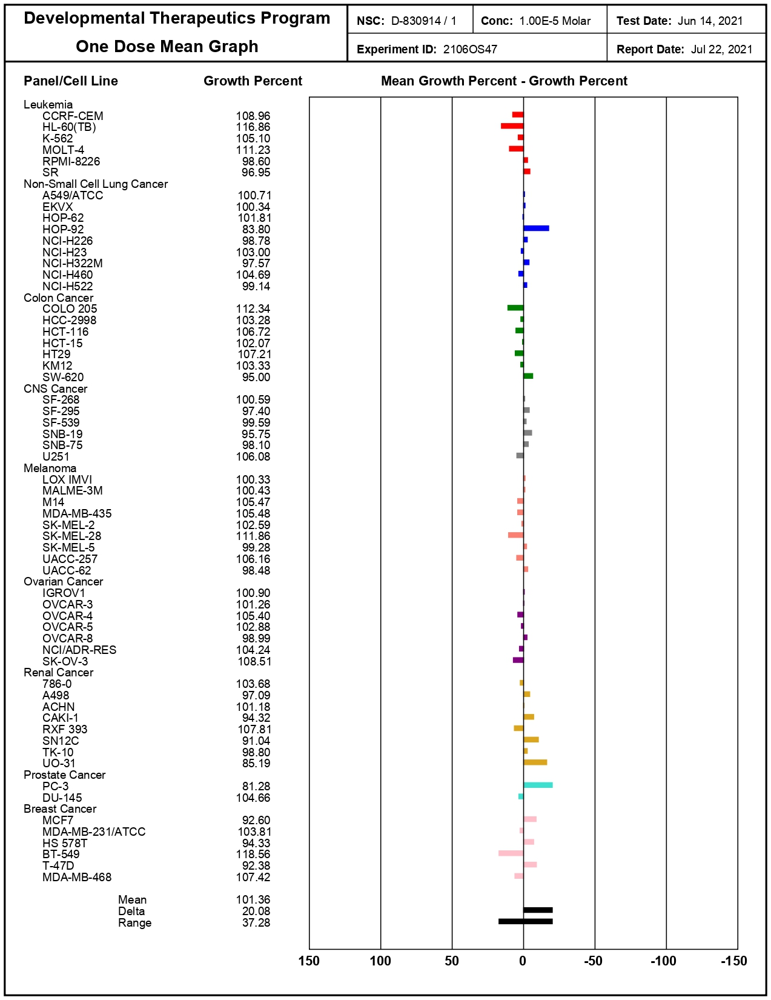 Developmental Therapeutics Program
One Dose Mean Graph
NSC: D-830914 / 1
Conc: 1.00E-5 Molar
Test Date: Jun 14, 2021
Experiment ID: 2106OS47
Report Date: Jul 22, 2021
Panel/Cell Line Growth Percent Mean Growth Percent - Growth Percent
Leukemia
CCRF-CEM 108.96
HL-60(TB) 116.86
K-562 105.10
MOLT-4 111.23
RPMI-8226 98.60
SR 96.95
Non-Small Cell Lung Cancer
A549/ATCC 100.71
EKVX 100.34
HOP-62 101.81
HOP-92 83.80
NCI-H226 98.78
NCI-H23 103.00
NCI-H322M 97.57
NCI-H460 104.69
NCI-H522 99.14
Colon Cancer
COLO 205 112.34
HCC-2998 103.28
HCT-116 106.72
HCT-15 102.07
HT29 107.21
KM12 103.33
SW-620 95.00
CNS Cancer
SF-268 100.59
SF-295 97.40
SF-539 99.59
SNB-19 95.75
SNB-75 98.10
U251 106.08
Melanoma
LOX IMVI 100.33
MALME-3M 100.43
M14 105.47
MDA-MB-435 105.48
SK-MEL-2 102.59
SK-MEL-28 111.86
SK-MEL-5 99.28
UACC-257 106.16
UACC-62 98.48
Ovarian Cancer
IGROV1 100.90
OVCAR-3 101.26
OVCAR-4 105.40
OVCAR-5 102.88
OVCAR-8 98.99
NCI/ADR-RES 104.24
SK-OV-3 108.51
Renal Cancer
786-0 103.68
A498 97.09
ACHN 101.18
CAKI-1 94.32
RXF 393 107.81
SN12C 91.04
TK-10 98.80
UO-31 85.19
Prostate Cancer
PC-3 81.28
DU-145 104.66
Breast Cancer
MCF7 92.60
MDA-MB-231/ATCC 103.81
HS 578T 94.33
BT-549 118.56
T-47D 92.38
MDA-MB-468 107.42
Mean 101.36
Delta 20.08
Range 37.28
150 100 50 0 -50 -100 -150